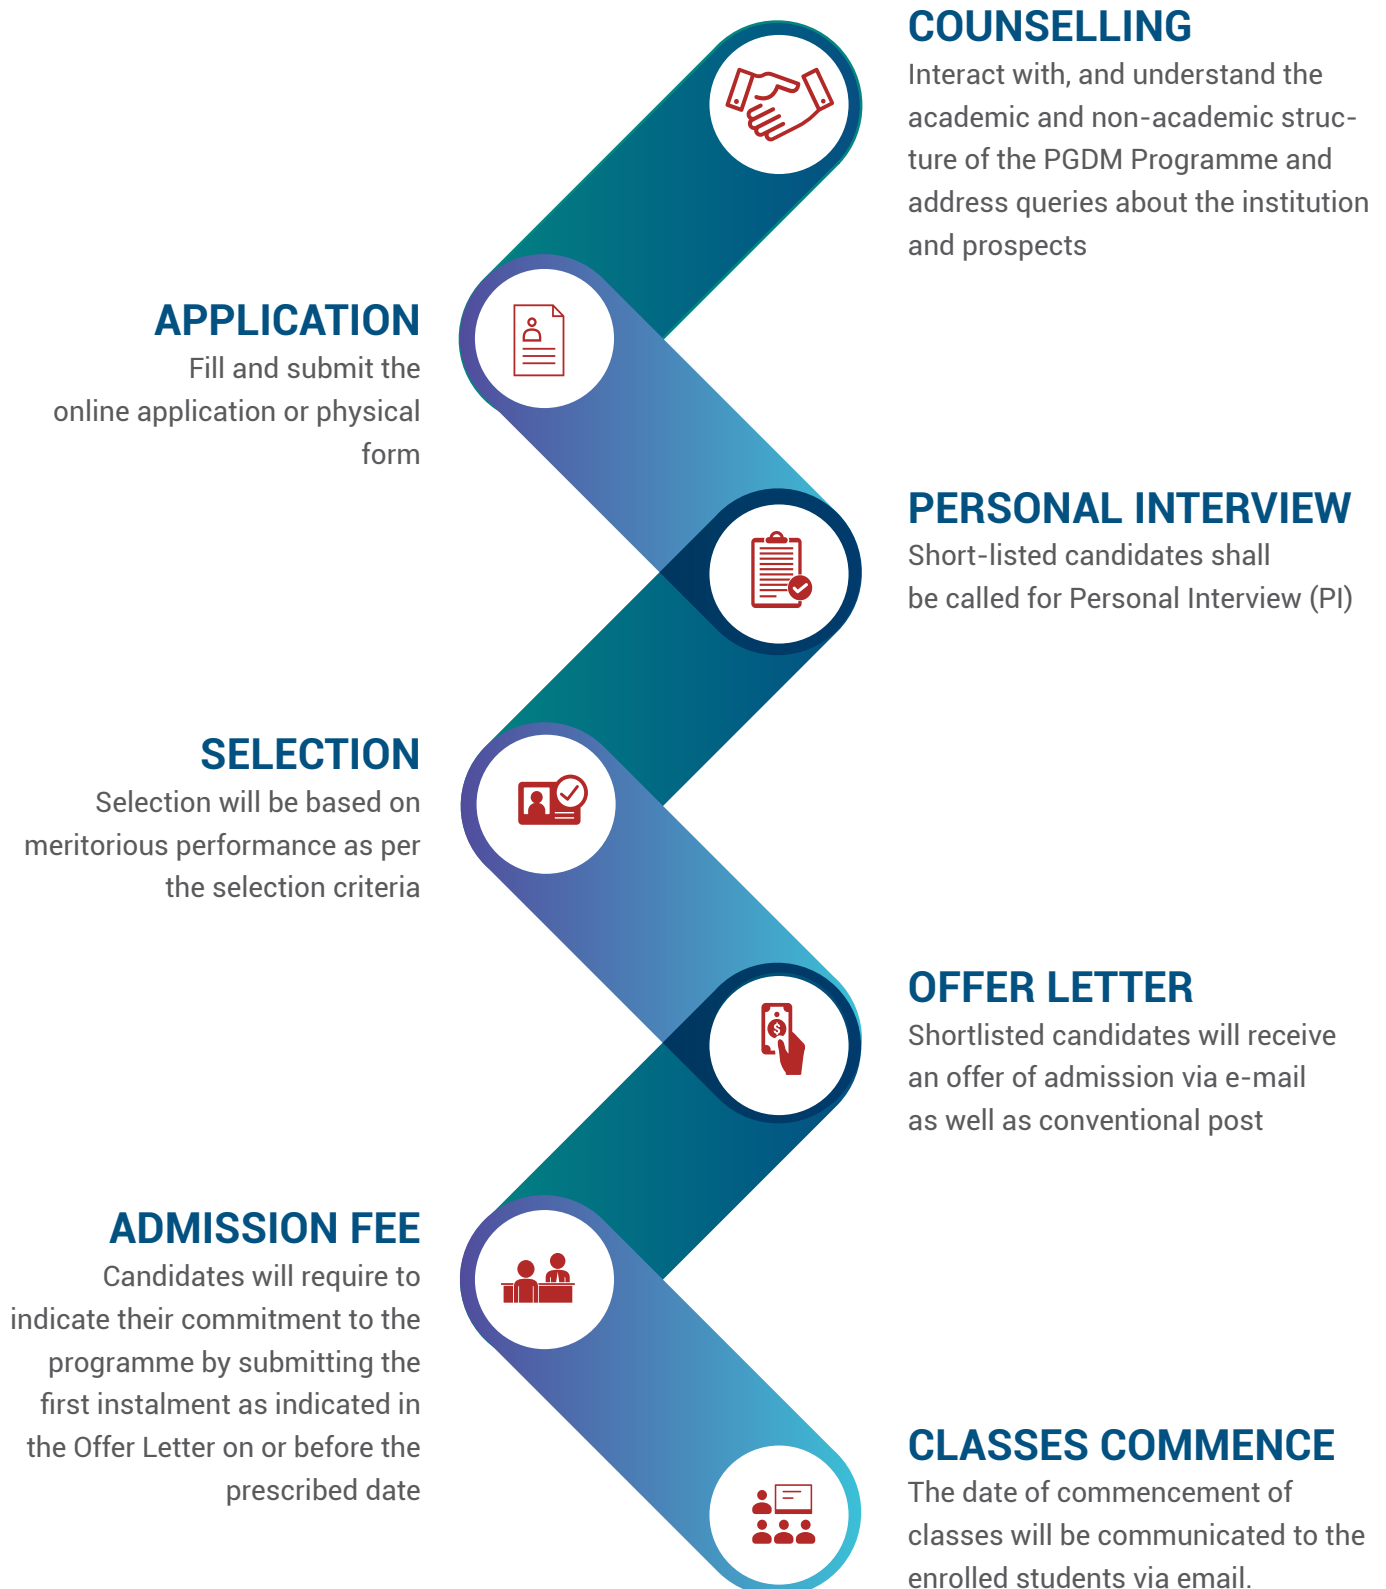 COUNSELLING
Interact with, and understand the
academic and non-academic struc-
ture of the PGDM Programme and
address queries about the institution
and prospects
APPLICATION
Fill and submit the
online application or physical
form
PERSONAL INTERVIEW
Short-listed candidates shall
be called for Personal Interview (PI)
SELECTION
Selection will be based on
meritorious performance as per
the selection criteria
OFFER LETTER
Shortlisted candidates will receive
an offer of admission via e-mail
as well as conventional post
ADMISSION FEE
Candidates will require to
indicate their commitment to the
programme by submitting the
first instalment as indicated in
the Offer Letter on or before the
prescribed date
CLASSES COMMENCE
The date of commencement of
classes will be communicated to the
enrolled students via email.